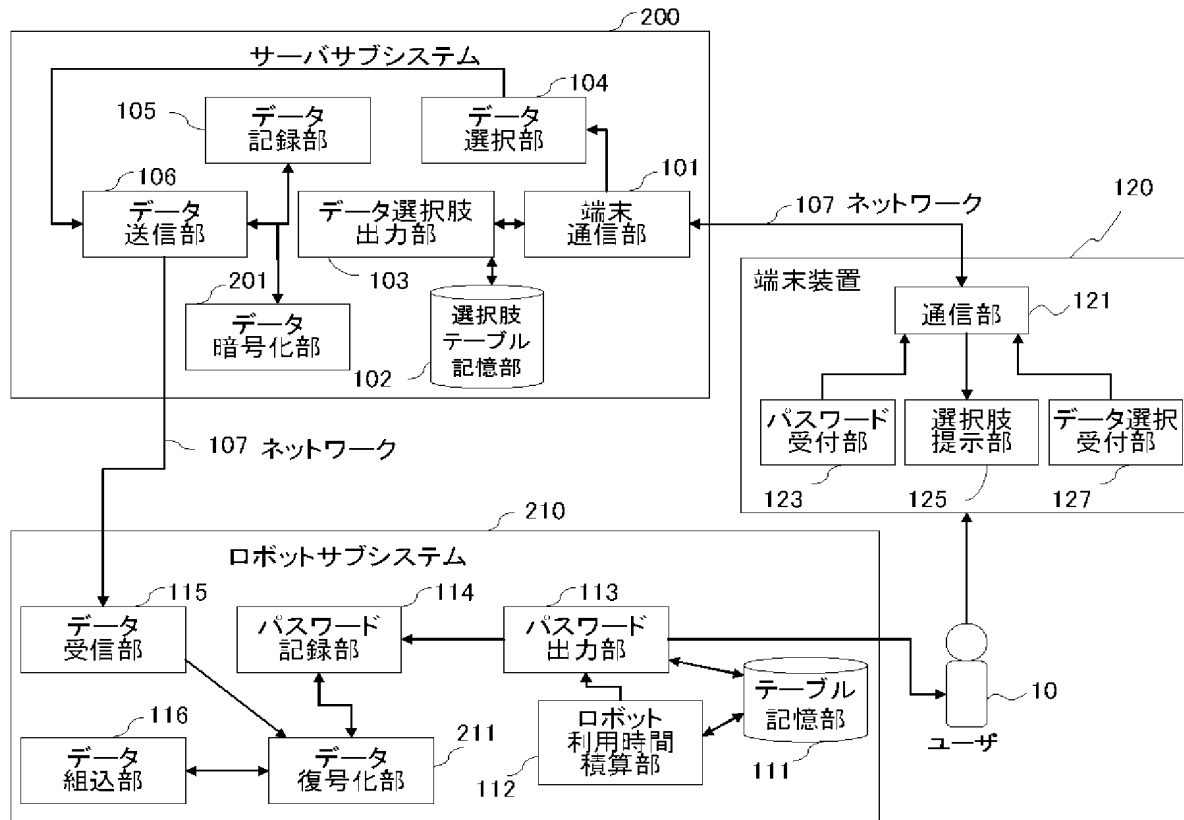 200
サーバサブシステム
104
105
データ
記録部
データ
選択部
101
106
データ
送信部
データ選択肢
出力部
端末
通信部
107 ネットワーク
120
103
201
データ
暗号化部
選択肢
テーブル
記憶部
102
端末装置
通信部
121
パスワード
受付部
選択肢
提示部
データ選択
受付部
123
125
127
107 ネットワーク
210
ロボットサブシステム
115
114
113
データ
受信部
パスワード
記録部
パスワード
出力部
テーブル
記憶部
111
10
ユーザ
116
データ
組込部
データ
復号化部
211
ロボット
利用時間
積算部
112